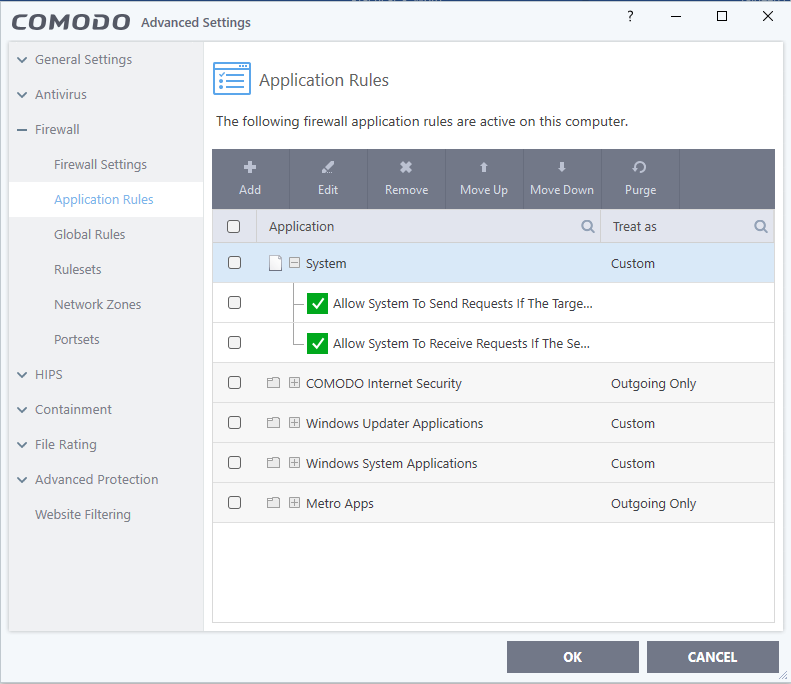 COMODO Advanced Settings
?
General Settings
Antivirus
Firewall
Firewall Settings
Application Rules
Global Rules
Rulesets
Network Zones
Portsets
HIPS
Containment
File Rating
Advanced Protection
Website Filtering
Application Rules
The following firewall application rules are active on this computer.
Add Edit Remove Move Up Move Down Purge
Application Treat as
System Custom
Allow System To Send Requests If The Targe...
Allow System To Receive Requests If The Se...
COMODO Internet Security Outgoing Only
Windows Updater Applications Custom
Windows System Applications Custom
Metro Apps Outgoing Only
OK CANCEL